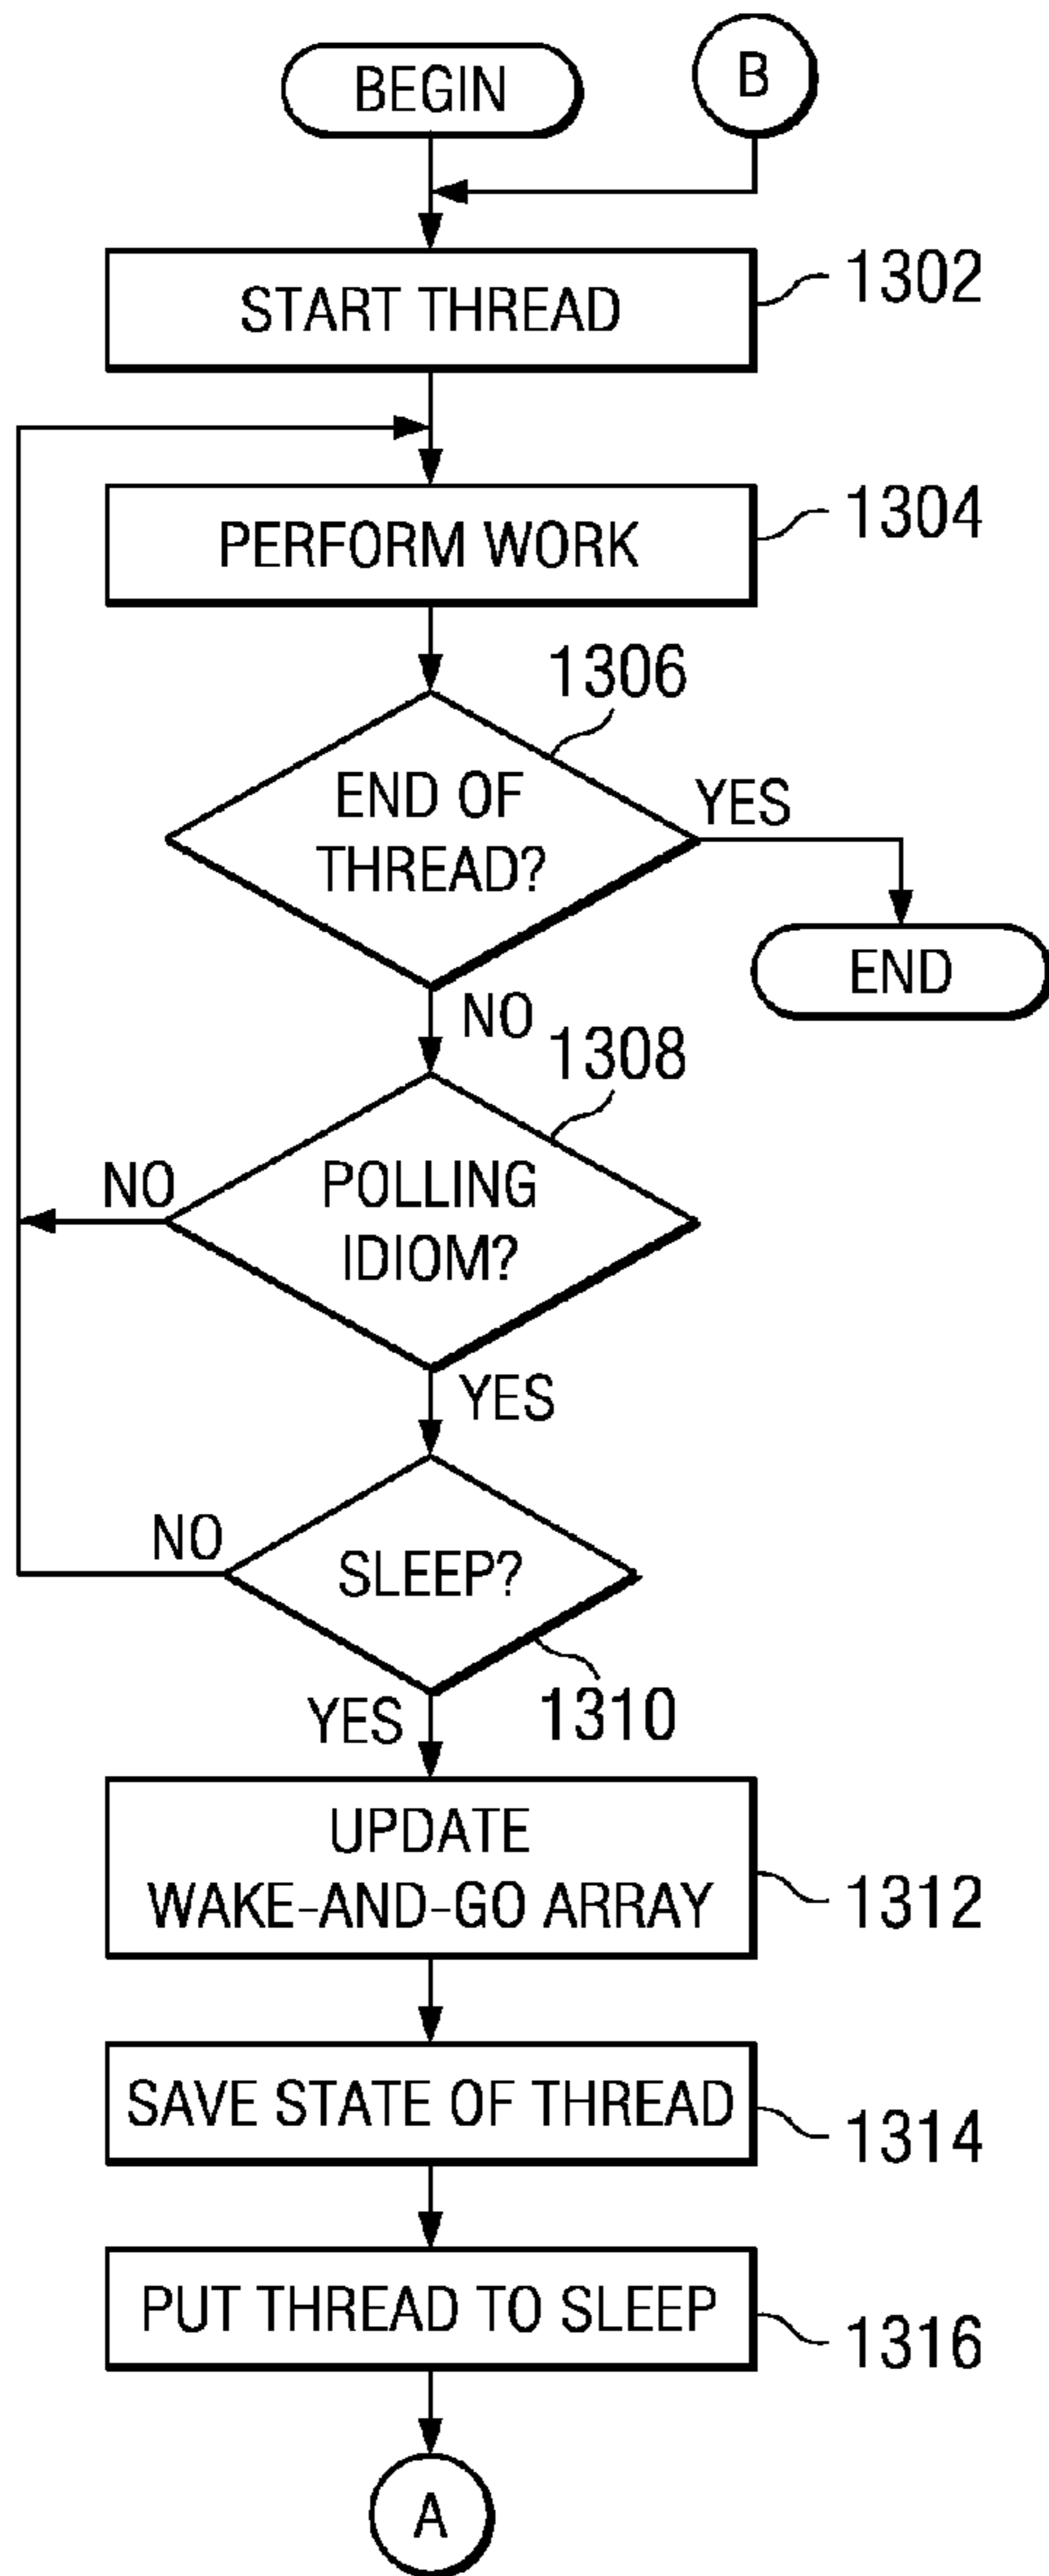 BEGIN
B
START THREAD
1302
PERFORM WORK
1304
1306
END OF
THREAD?
YES
END
NO
1308
POLLING
IDIOM?
NO
YES
SLEEP?
NO
1310
YES
UPDATE
WAKE-AND-GO ARRAY
1312
SAVE STATE OF THREAD
1314
PUT THREAD TO SLEEP
1316
A